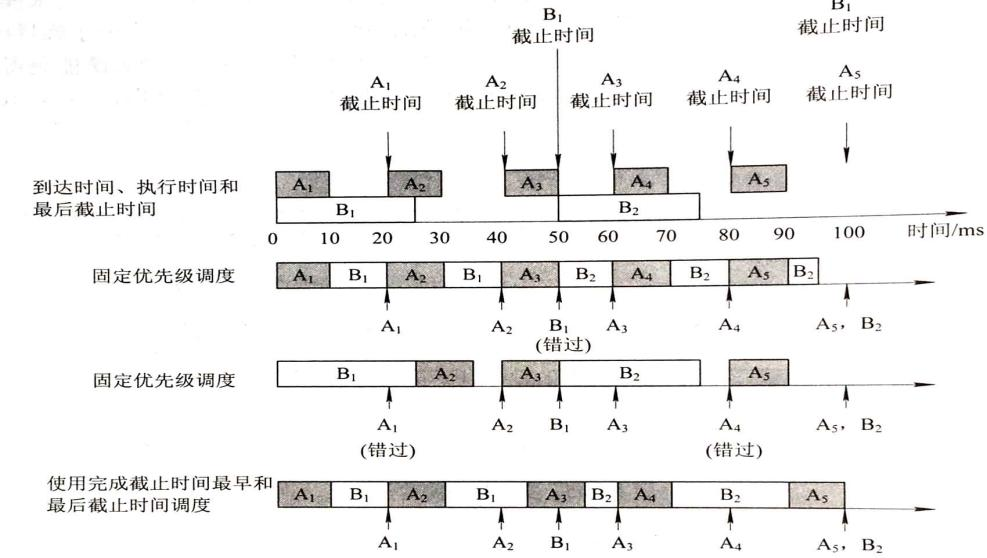 B₁
截止时间
B₁
截止时间
A₁
截止时间
A₂
截止时间
A₃
截止时间
A₄
截止时间
A₅
截止时间
到达时间、执行时间和
最后截止时间
A₁ A₂ A₃ A₄ A₅
B₁ B₂
0 10 20 30 40 50 60 70 80 90 100 时间/ms
固定优先级调度 A₁ B₁ A₂ B₁ A₃ B₂ A₄ B₂ A₅ B₂
A₁ A₂ B₁ A₃ A₄ A₅, B₂
(错过)
固定优先级调度 B₁ A₂ A₃ B₂ A₅
A₁ A₂ B₁ A₃ A₄ A₅, B₂
(错过) (错过)
使用完成截止时间最早和
最后截止时间调度
A₁ B₁ A₂ B₁ A₃ B₂ A₄ B₂ A₅
A₁ A₂ B₁ A₃ A₄ A₅, B₂